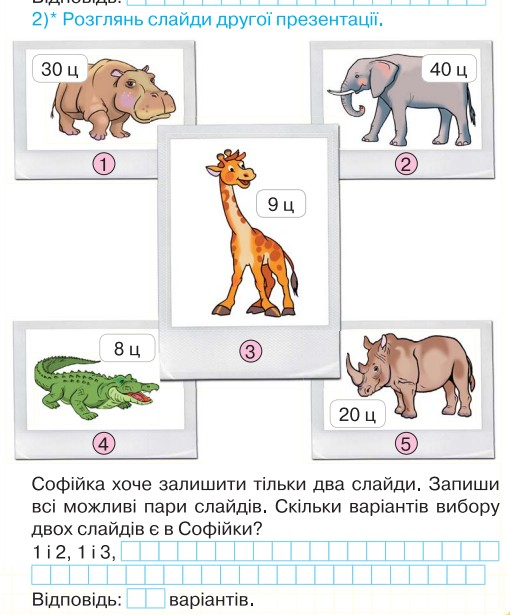 Відповідь:
2)* Розглянь слайди другої презентації.
30 ц
40 ц
1
2
9 ц
3
8 ц
20 ц
4
5
Софійка хоче залишити тільки два слайди. Запиши
всі можливі пари слайдів. Скільки варіантів вибору
двох слайдів є в Софійки?
1 і 2, 1 і 3,
Відповідь: варіантів.